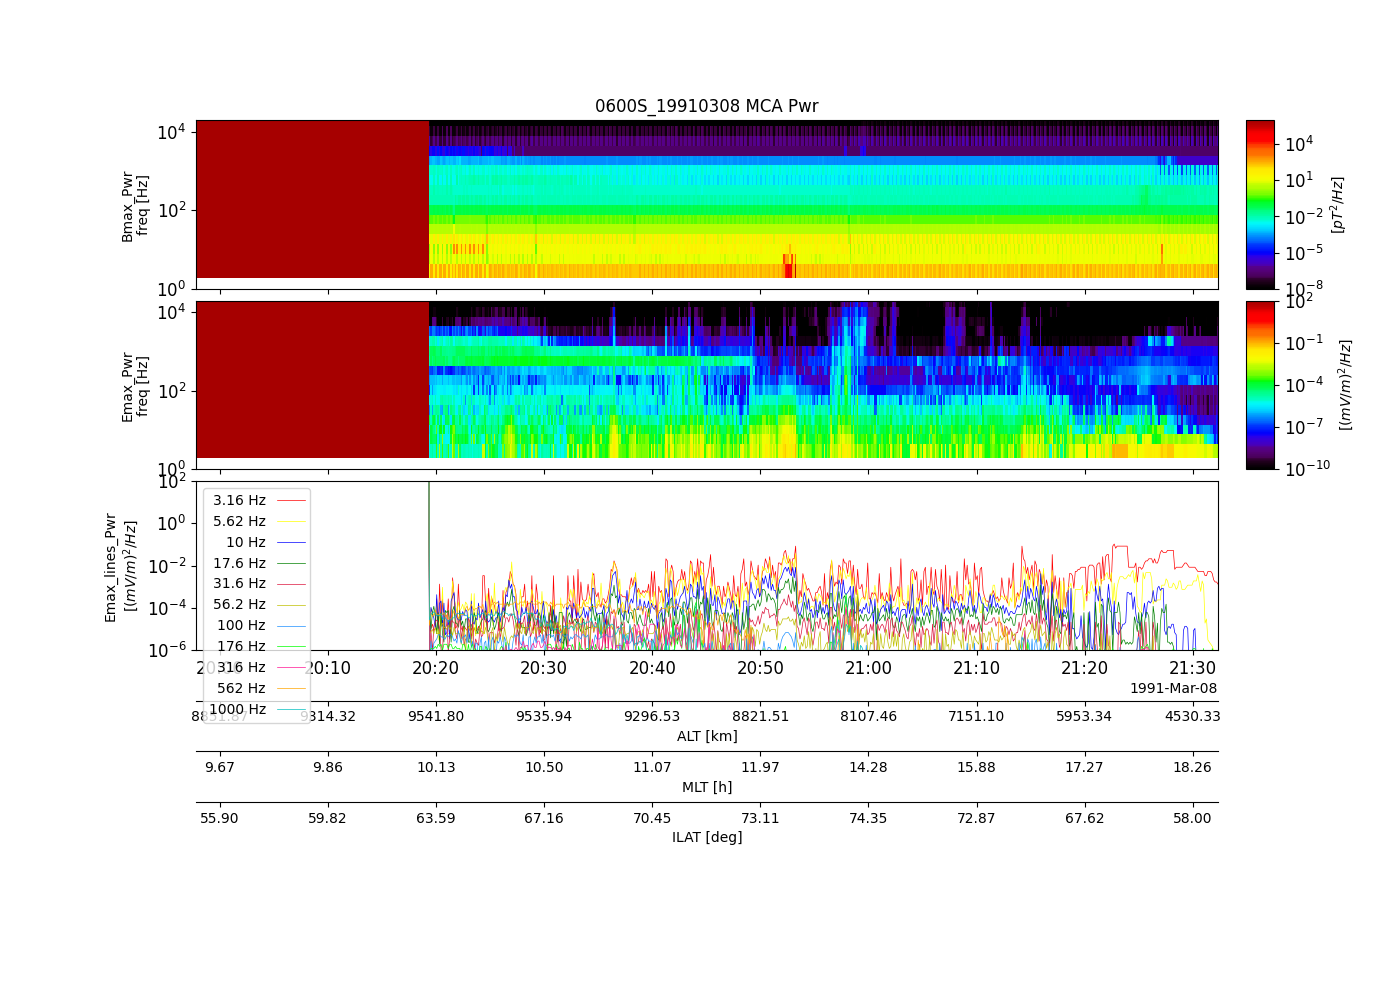 0600S_19910308 MCA Pwr
Bmax_Pwr
freq [Hz]
10^4
10^2
10^0
10^4
10^1
10^-2
10^-5
10^-8
[pT^2/Hz]
Emax_Pwr
freq [Hz]
10^4
10^2
10^0
10^2
10^-1
10^-4
10^-7
10^-10
[(mV/m)^2/Hz]
Emax_lines_Pwr
[(mV/m)^2/Hz]
10^2
10^0
10^-2
10^-4
10^-6
3.16 Hz
5.62 Hz
10 Hz
17.6 Hz
31.6 Hz
56.2 Hz
100 Hz
176 Hz
316 Hz
562 Hz
1000 Hz
20:00 20:10 20:20 20:30 20:40 20:50 21:00 21:10 21:20 21:30
1991-Mar-08
8851.87 9314.32 9541.80 9535.94 9296.53 8821.51 8107.46 7151.10 5953.34 4530.33
ALT [km]
9.67 9.86 10.13 10.50 11.07 11.97 14.28 15.88 17.27 18.26
MLT [h]
55.90 59.82 63.59 67.16 70.45 73.11 74.35 72.87 67.62 58.00
ILAT [deg]